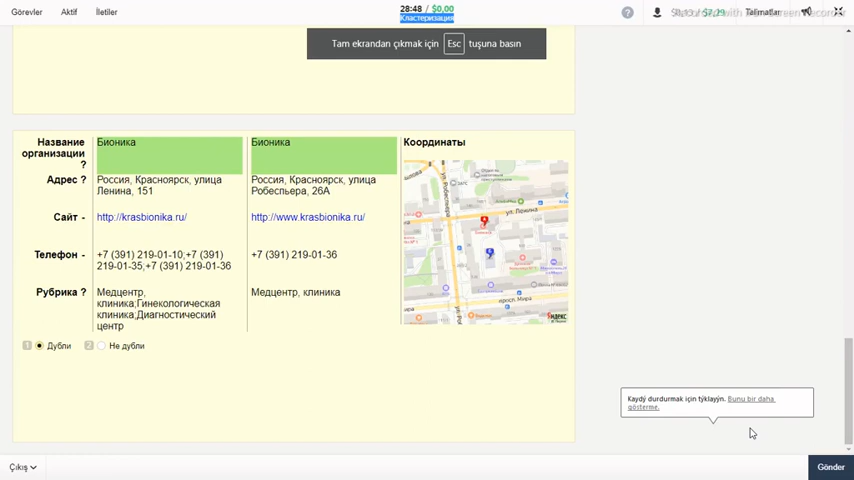 Görevler Aktif İletiler
28:48 / $0,00
Кластеризация
Talimatlar
Tam ekrandan çıkmak için Esc tuşuna basın
Название организации ?
Бионика
Бионика
Координаты
Адрес ?
Россия, Красноярск, улица
Ленина, 151
Россия, Красноярск, улица
Робеспьера, 26А
Сайт -
http://krasbionika.ru/
http://www.krasbionika.ru/
Телефон -
+7 (391) 219-01-10;+7 (391)
219-01-35;+7 (391) 219-01-36
+7 (391) 219-01-36
Рубрика ?
Медцентр,
клиника;Гинекологическая
клиника;Диагностический
центр
Медцентр, клиника
ул. Ленина
просп. Мира
1 Дубли 2 Не дубли
Kaydý durdurmak için týklayýn. Bunu bir daha
gösterme.
Çıkış
Gönder